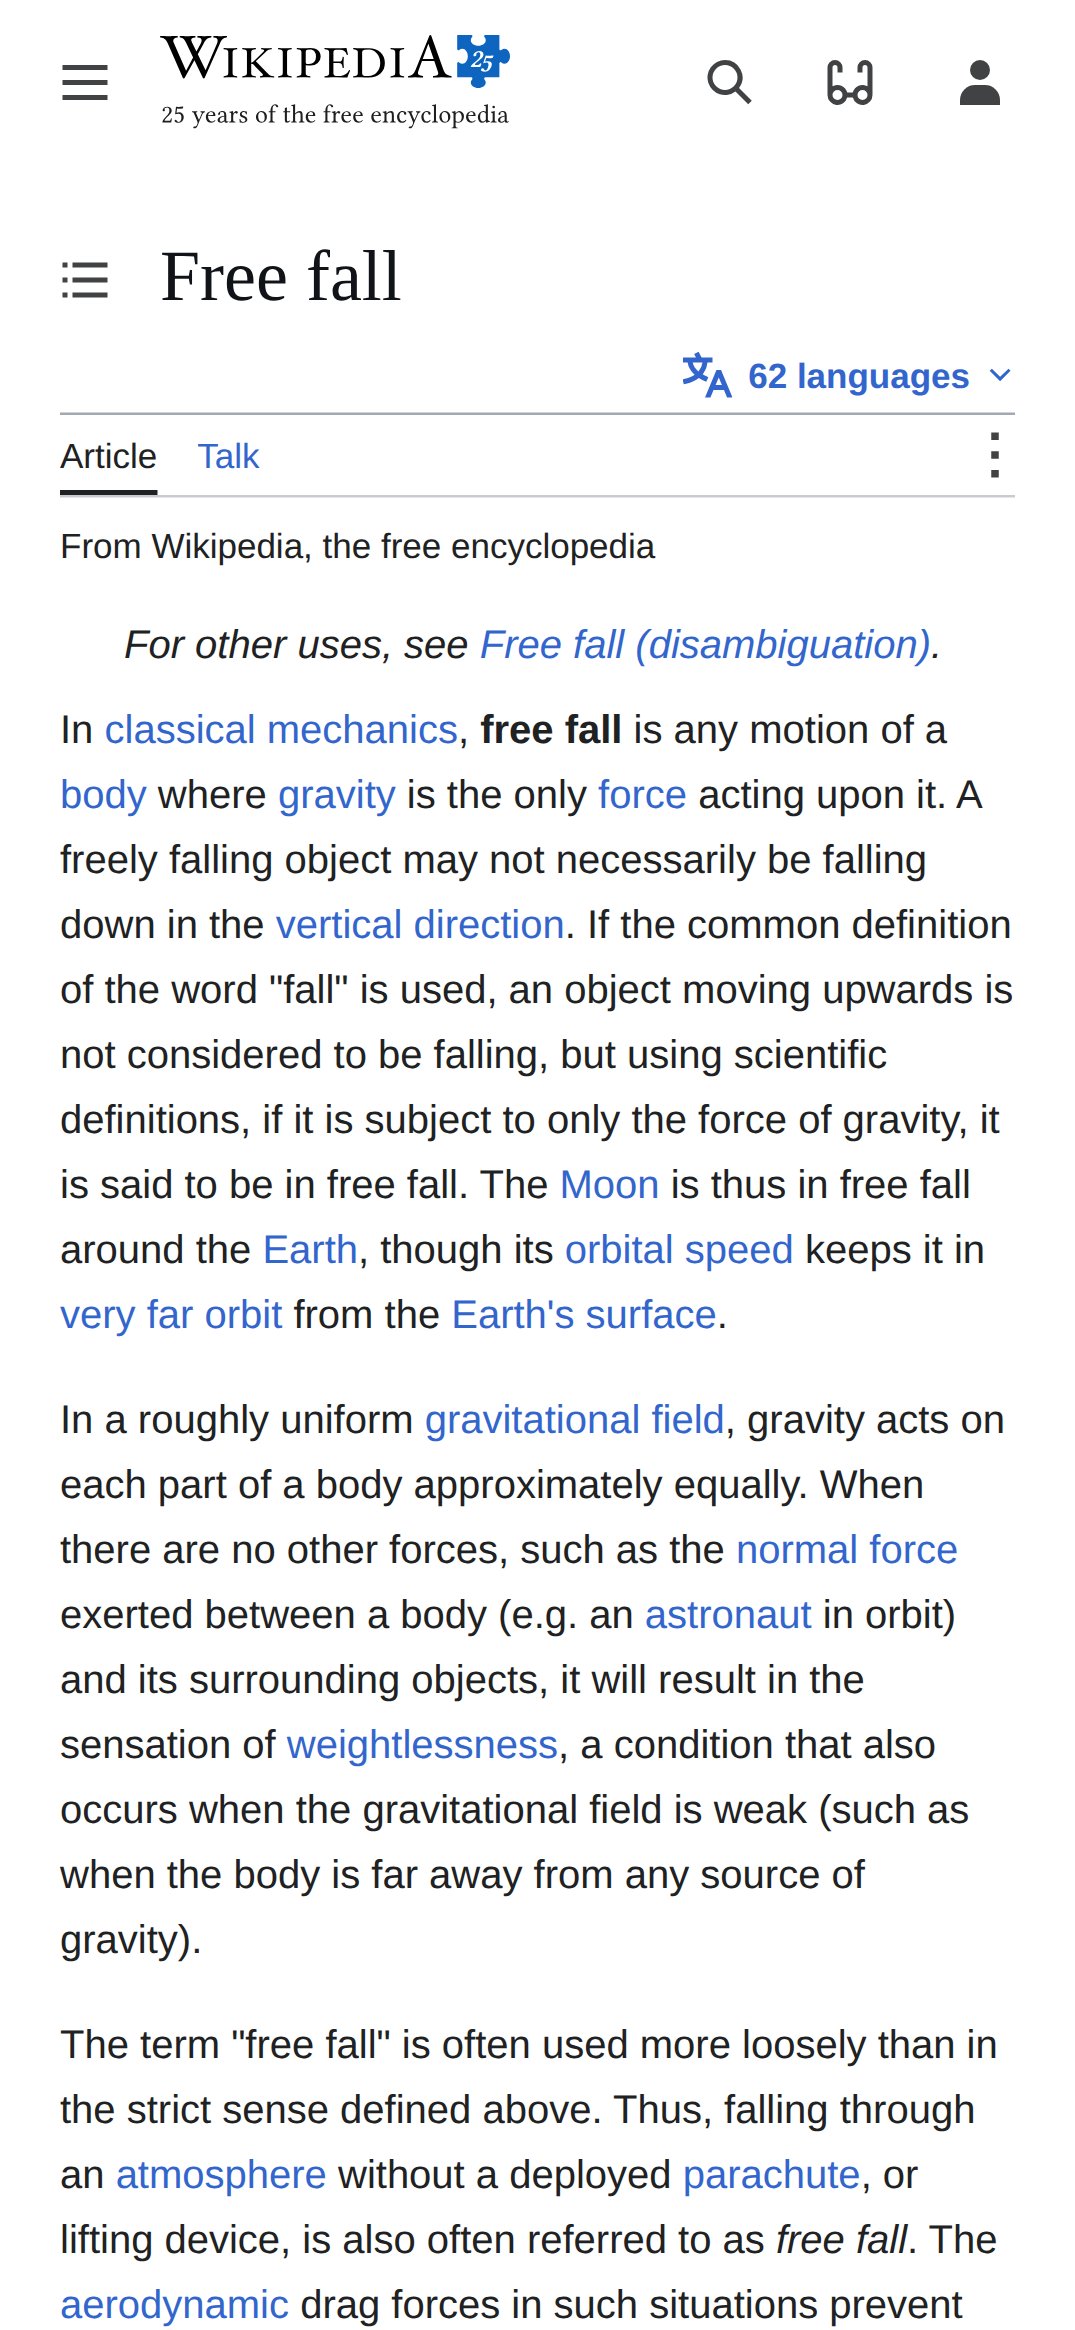 WIKIPEDIA 25
25 years of the free encyclopedia
Free fall
文A 62 languages
Article Talk
From Wikipedia, the free encyclopedia
For other uses, see Free fall (disambiguation).
In classical mechanics, free fall is any motion of a
body where gravity is the only force acting upon it. A
freely falling object may not necessarily be falling
down in the vertical direction. If the common definition
of the word "fall" is used, an object moving upwards is
not considered to be falling, but using scientific
definitions, if it is subject to only the force of gravity, it
is said to be in free fall. The Moon is thus in free fall
around the Earth, though its orbital speed keeps it in
very far orbit from the Earth's surface.
In a roughly uniform gravitational field, gravity acts on
each part of a body approximately equally. When
there are no other forces, such as the normal force
exerted between a body (e.g. an astronaut in orbit)
and its surrounding objects, it will result in the
sensation of weightlessness, a condition that also
occurs when the gravitational field is weak (such as
when the body is far away from any source of
gravity).
The term "free fall" is often used more loosely than in
the strict sense defined above. Thus, falling through
an atmosphere without a deployed parachute, or
lifting device, is also often referred to as free fall. The
aerodynamic drag forces in such situations prevent